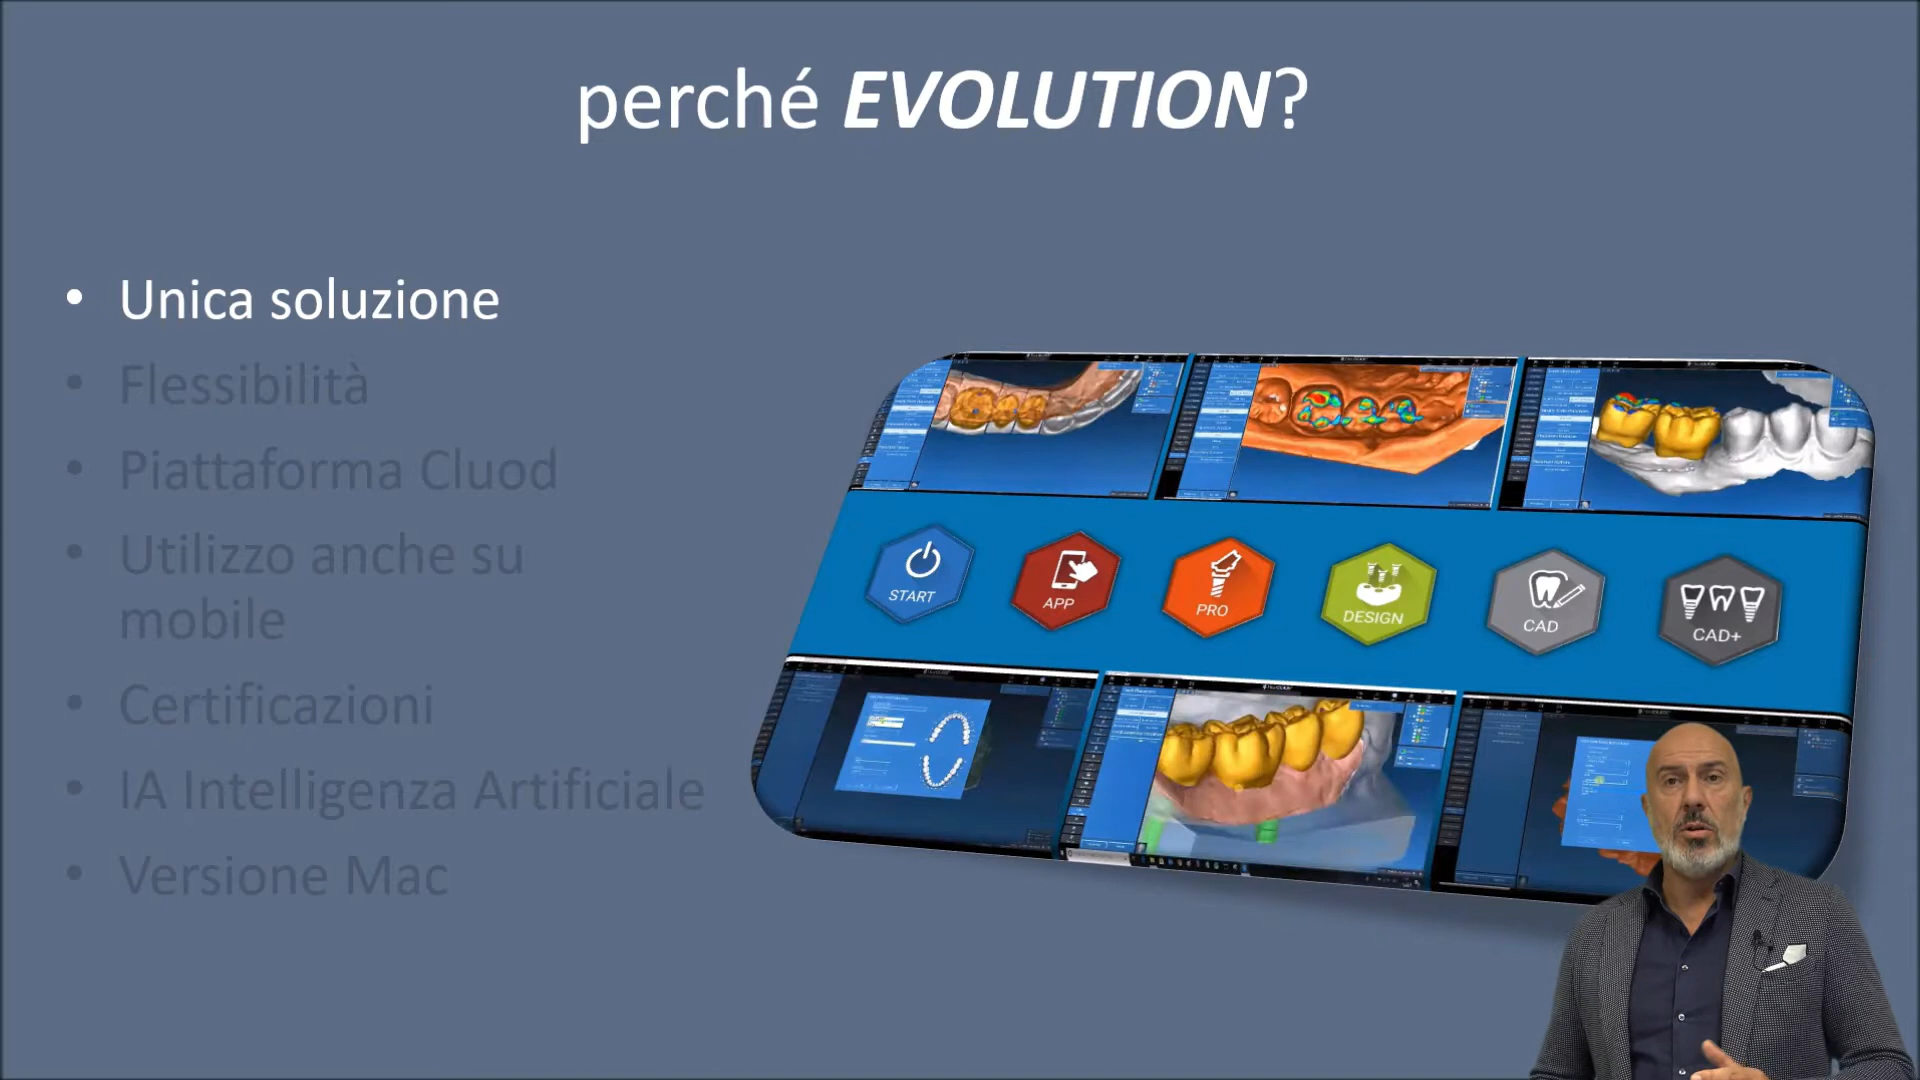 perché EVOLUTION?
• Unica soluzione
• Flessibilità
• Piattaforma Cluod
• Utilizzo anche su
mobile
• Certificazioni
• IA Intelligenza Artificiale
• Versione Mac
START
APP
PRO
DESIGN
CAD
CAD+